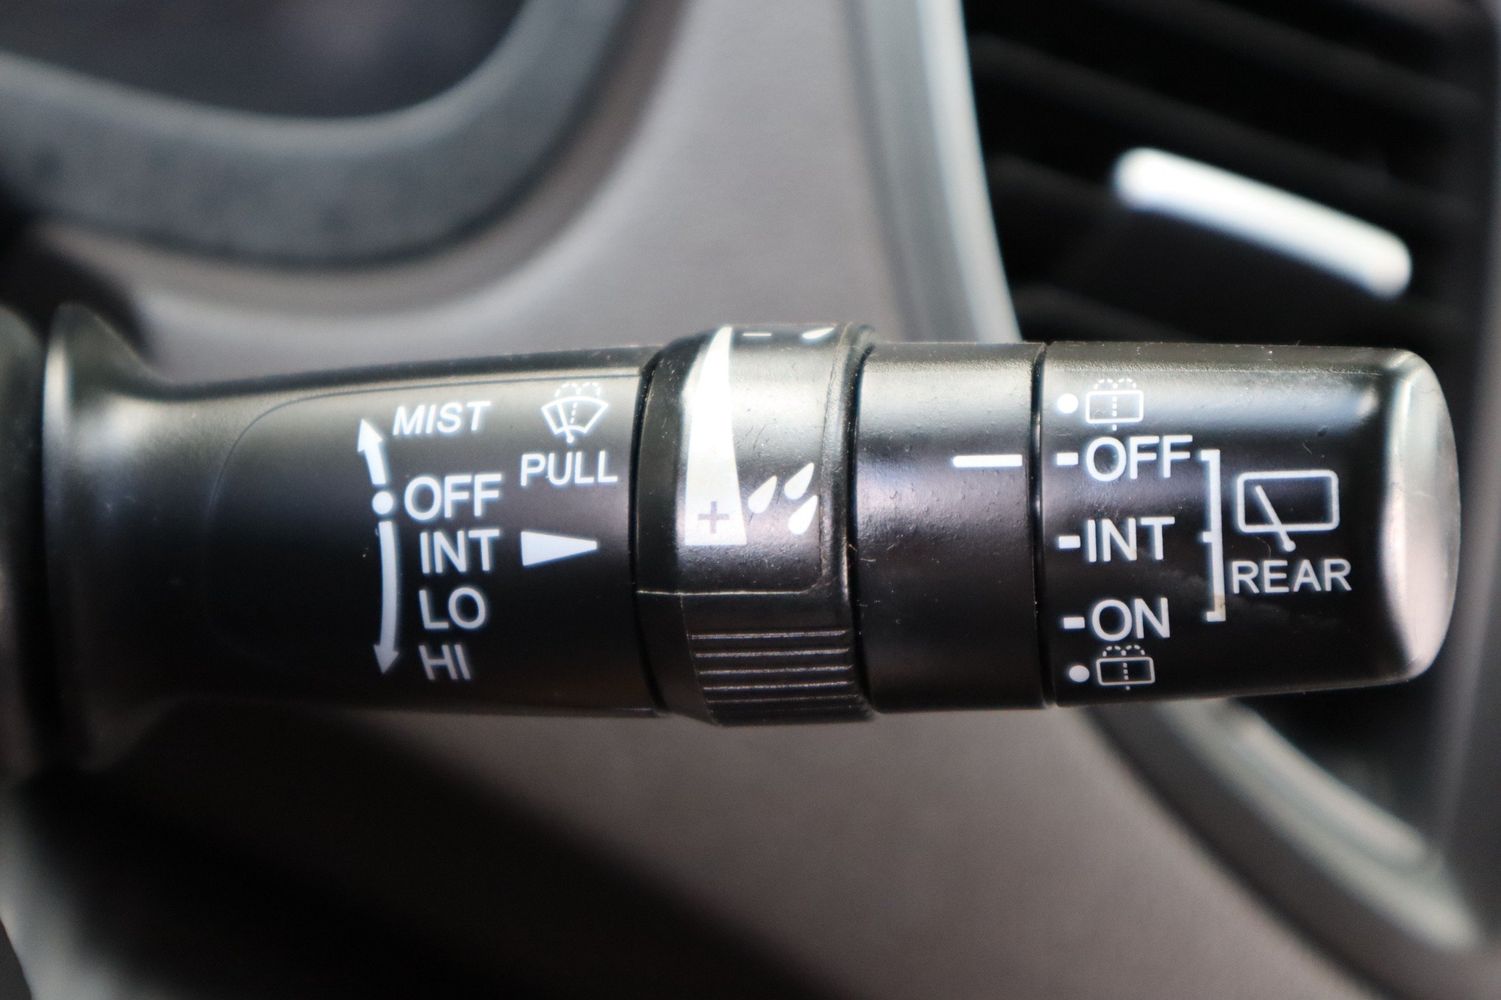 MIST
PULL
OFF
INT
LO
HI
- 
+
OFF
INT
ON
REAR